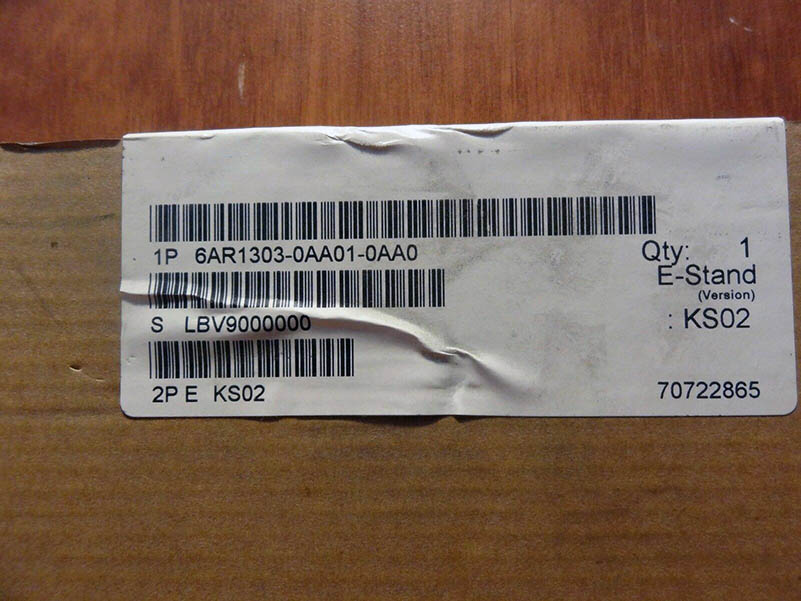 1P 6AR1303-0AA01-0AA0
Qty: 1
E-Stand
(Version)
S LBV9000000
: KS02
2P E KS02
70722865